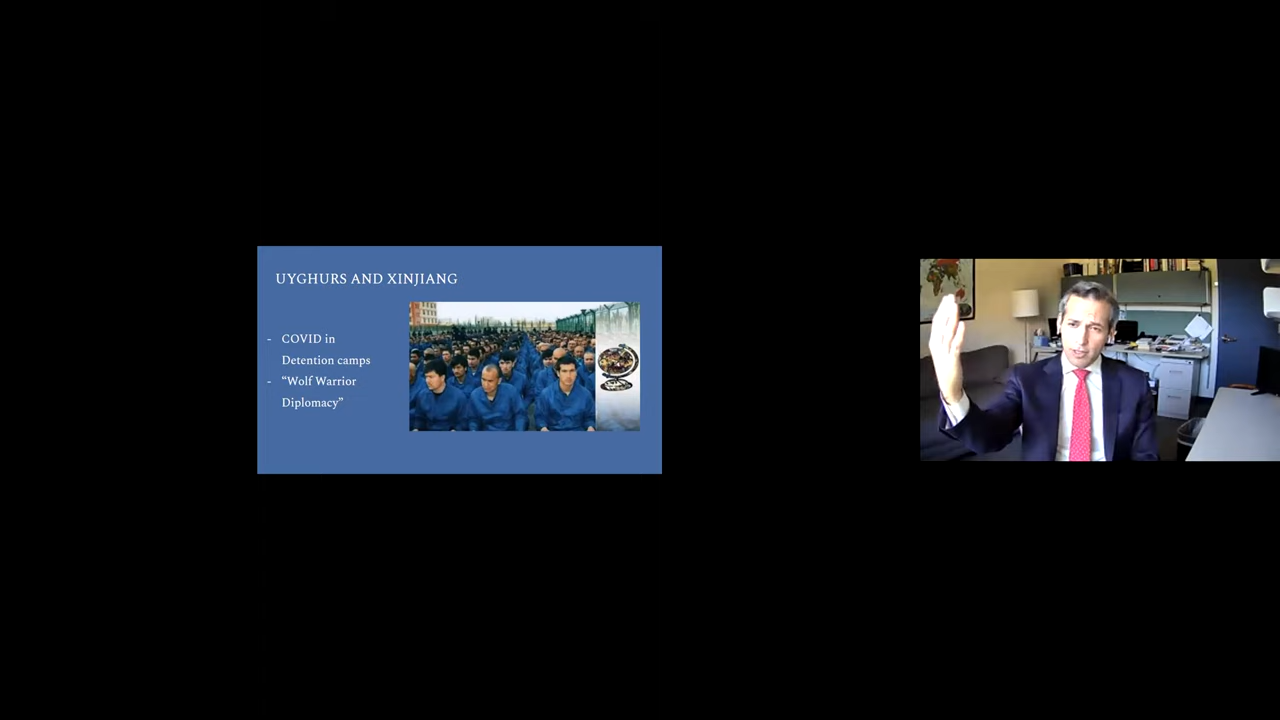 UYGHURS AND XINJIANG
- COVID in
Detention camps
- “Wolf Warrior
Diplomacy”